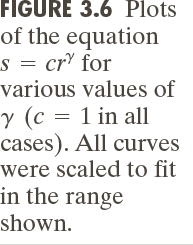 FIGURE 3.6 Plots
of the equation
s = crᵞ for
various values of
γ (c = 1 in all
cases). All curves
were scaled to fit
in the range
shown.